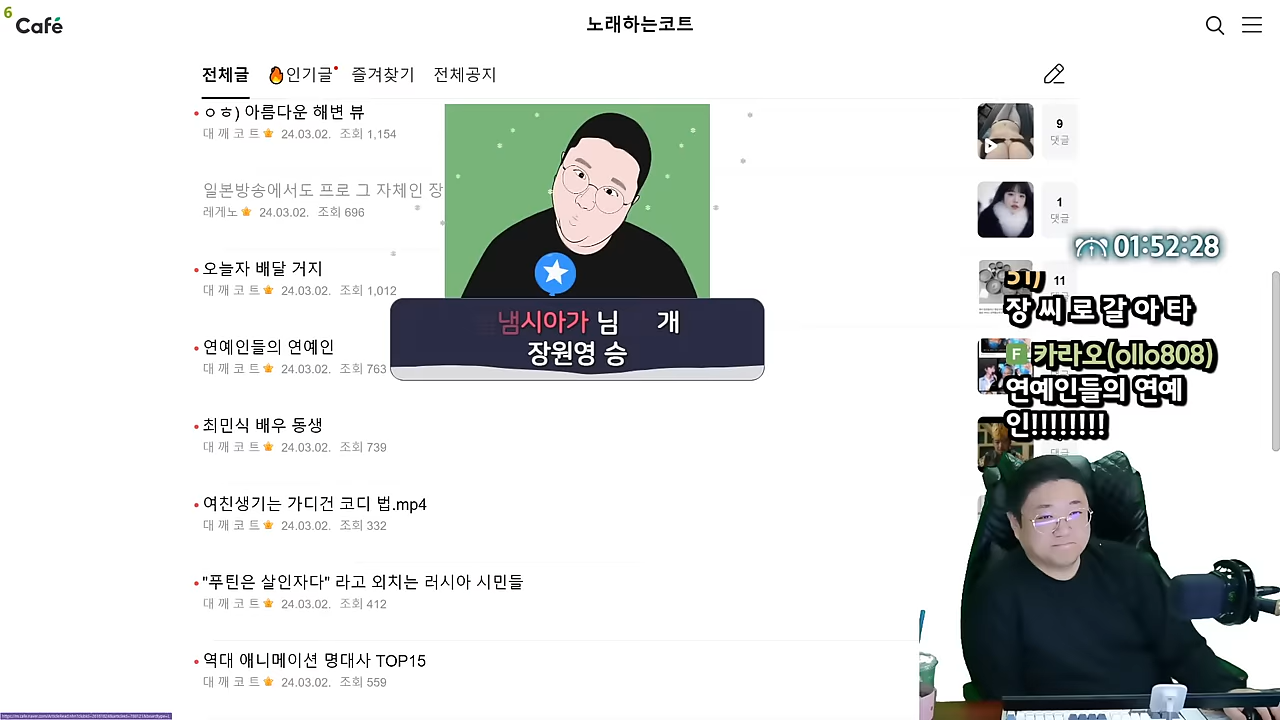 6
Café
노래하는코트
전체글 🔥인기글 즐겨찾기 전체공지
ㅇㅎ) 아름다운 해변 뷰
대 깨 코 트 24.03.02. 조회 1,154
9
댓글
일본방송에서도 프로 그 자체인 장
레게노 24.03.02. 조회 696
1
댓글
01:52:28
오늘자 배달 거지
대 깨 코 트 24.03.02. 조회 1,012
11
장 씨 로 갈 아 타
냄시아가 님 개
장원영 승
연예인들의 연예인
대 깨 코 트 24.03.02. 조회 763
F 카라오(ollo808)
연예인들의 연예
인!!!!!!!!
최민식 배우 동생
대 깨 코 트 24.03.02. 조회 739
댓글
여친생기는 가디건 코디 법.mp4
대 깨 코 트 24.03.02. 조회 332
"푸틴은 살인자다" 라고 외치는 러시아 시민들
대 깨 코 트 24.03.02. 조회 412
역대 애니메이션 명대사 TOP15
대 깨 코 트 24.03.02. 조회 559